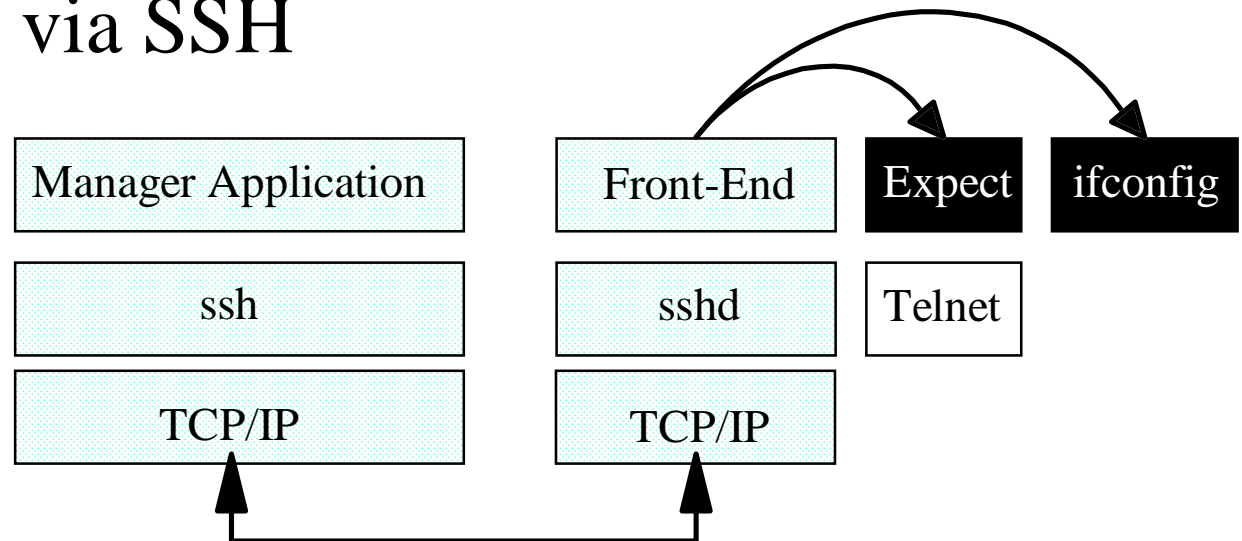 via SSH
Manager Application
Front-End
Expect
ifconfig
ssh
sshd
Telnet
TCP/IP
TCP/IP